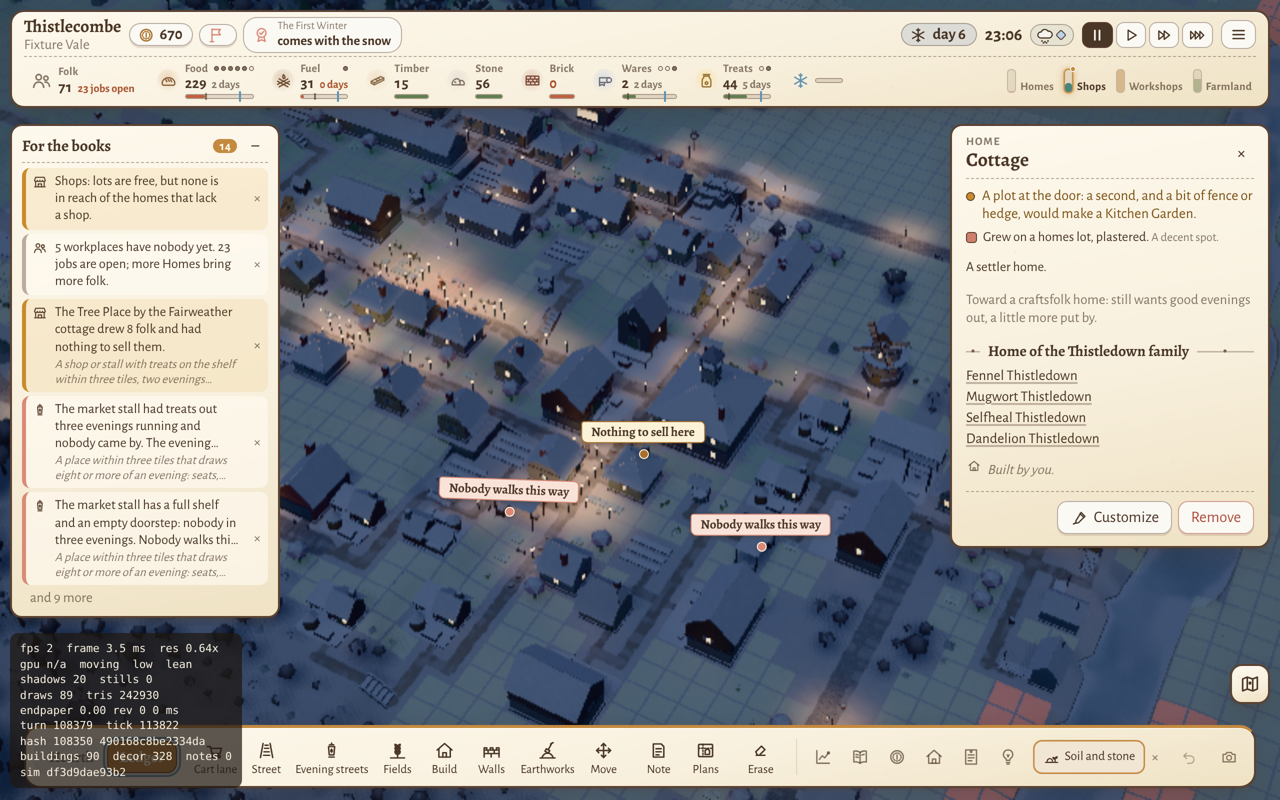 Thistlecombe
Fixture Vale
670
The First Winter
comes with the snow
day 6
23:06
Folk
71 23 jobs open
Food
229 2 days
Fuel
31 0 days
Timber
15
Stone
56
Brick
0
Wares
2 2 days
Treats
44 5 days
Homes
Shops
Workshops
Farmland
For the books
14
Shops: lots are free, but none is
in reach of the homes that lack
a shop.
5 workplaces have nobody yet. 23
jobs are open; more Homes bring
more folk.
The Tree Place by the Fairweather
cottage drew 8 folk and had
nothing to sell them.
A shop or stall with treats on the shelf
within three tiles, two evenings...
The market stall had treats out
three evenings running and
nobody came by. The evening...
A place within three tiles that draws
eight or more of an evening: seats,...
The market stall has a full shelf
and an empty doorstep: nobody in
three evenings. Nobody walks thi...
A place within three tiles that draws
eight or more of an evening: seats,...
and 9 more
Nothing to sell here
Nobody walks this way
Nobody walks this way
HOME
Cottage
A plot at the door: a second, and a bit of fence or
hedge, would make a Kitchen Garden.
Grew on a homes lot, plastered. A decent spot.
A settler home.
Toward a craftsfolk home: still wants good evenings
out, a little more put by.
Home of the Thistledown family
Fennel Thistledown
Mugwort Thistledown
Selfheal Thistledown
Dandelion Thistledown
Built by you.
Customize
Remove
fps 2 frame 3.5 ms res 0.64x
gpu n/a moving low lean
shadows 20 stills 0
draws 89 tris 242930
endpaper 0.00 rev 0 0 ms
turn 108379 tick 113822
hash 108350 490168c8be2334da
buildings 90 decor 328 notes 0
sim df3d9dae93b2
Cart lane
Street
Evening streets
Fields
Build
Walls
Earthworks
Move
Note
Plans
Erase
Soil and stone